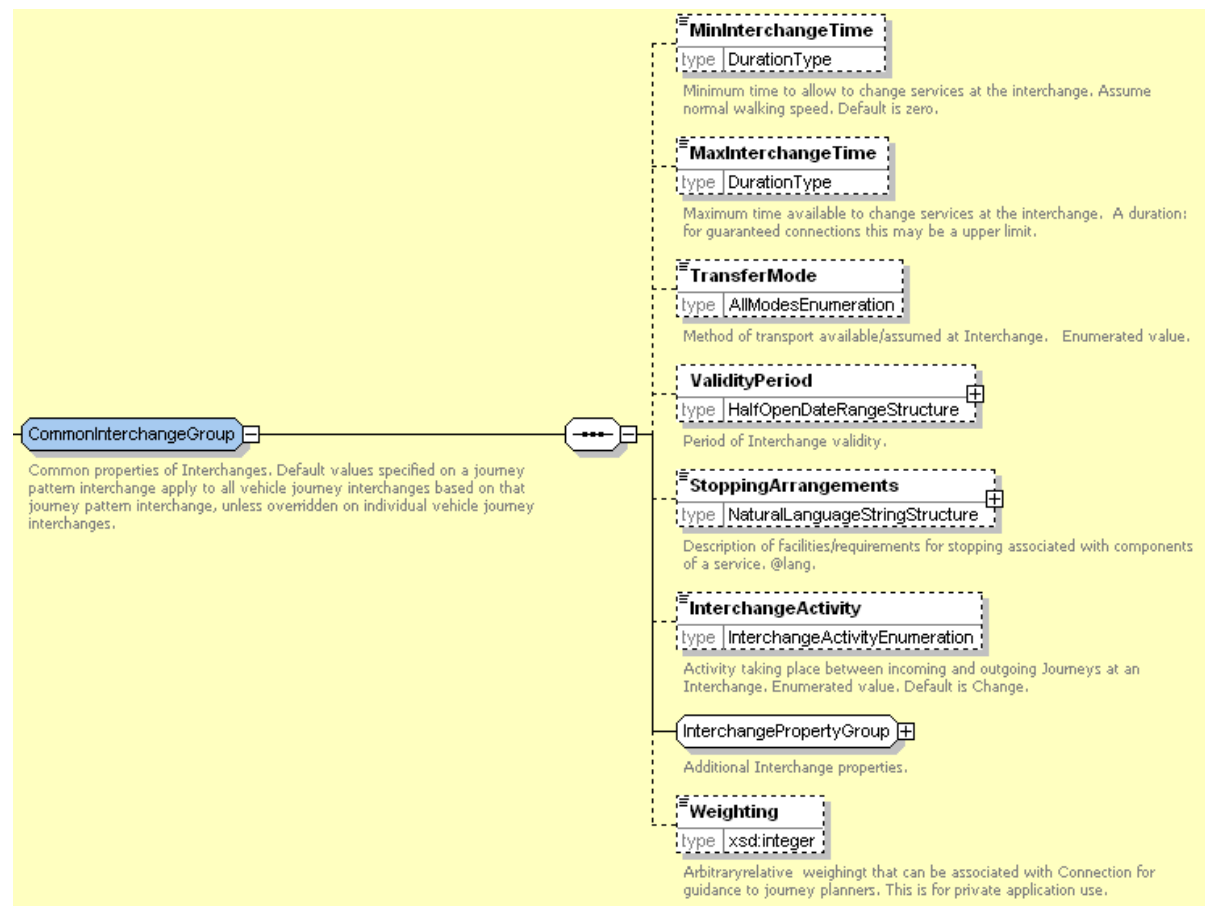 MinInterchangeTime
type DurationType
Minimum time to allow to change services at the interchange. Assume
normal walking speed. Default is zero.
MaxInterchangeTime
type DurationType
Maximum time available to change services at the interchange. A duration:
for guaranteed connections this may be a upper limit.
TransferMode
type AllModesEnumeration
Method of transport available/assumed at Interchange. Enumerated value.
ValidityPeriod
type HalfOpenDateRangeStructure
Period of Interchange validity.
CommonInterchangeGroup
Common properties of Interchanges. Default values specified on a journey
pattern interchange apply to all vehicle journey interchanges based on that
journey pattern interchange, unless overridden on individual vehicle journey
interchanges.
StoppingArrangements
type NaturalLanguageStringStructure
Description of facilities/requirements for stopping associated with components
of a service. @lang.
InterchangeActivity
type InterchangeActivityEnumeration
Activity taking place between incoming and outgoing Journeys at an
Interchange. Enumerated value. Default is Change.
InterchangePropertyGroup
Additional Interchange properties.
Weighting
type xsd:integer
Arbitraryrelative weighingt that can be associated with Connection for
guidance to journey planners. This is for private application use.